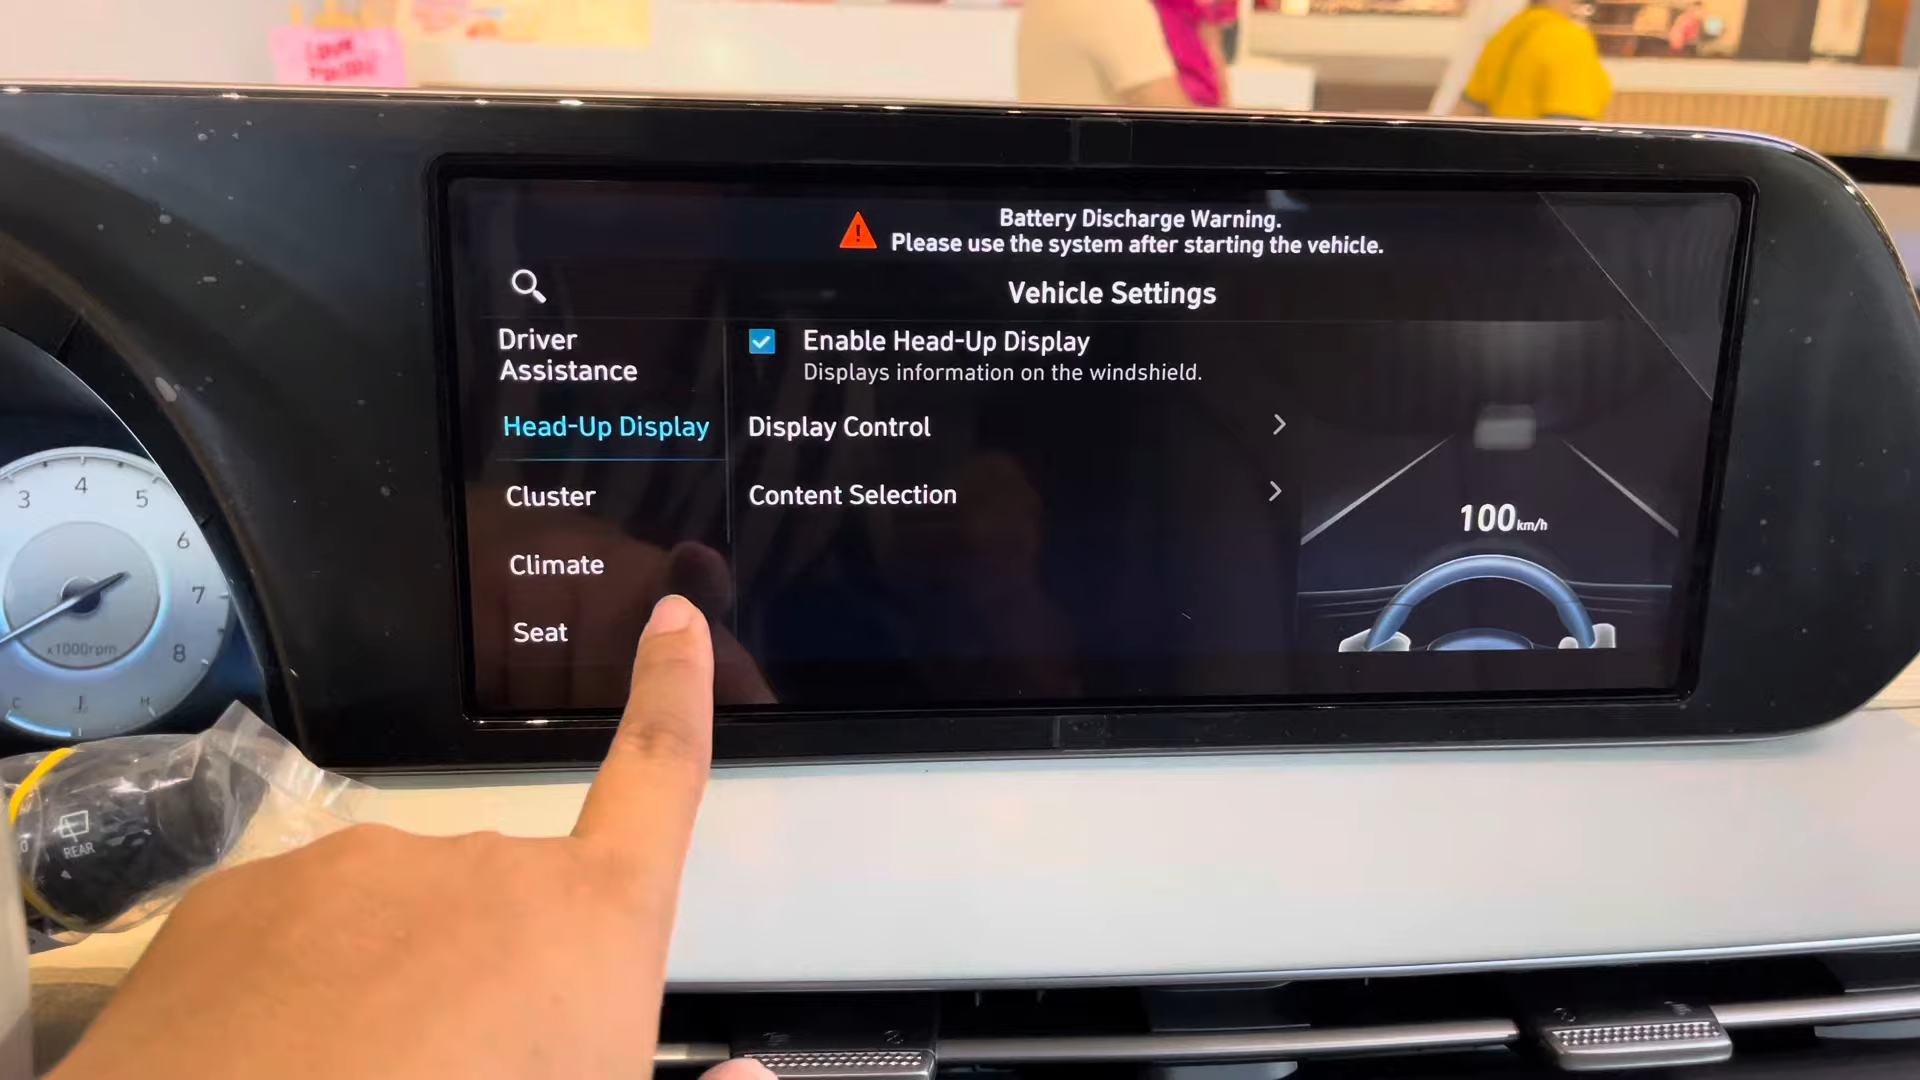 Battery Discharge Warning.
Please use the system after starting the vehicle.
Vehicle Settings
Driver
Assistance
Head-Up Display
Cluster
Climate
Seat
Enable Head-Up Display
Displays information on the windshield.
Display Control
Content Selection
100 km/h
3
4
5
6
7
8
x1000rpm
C
H
REAR